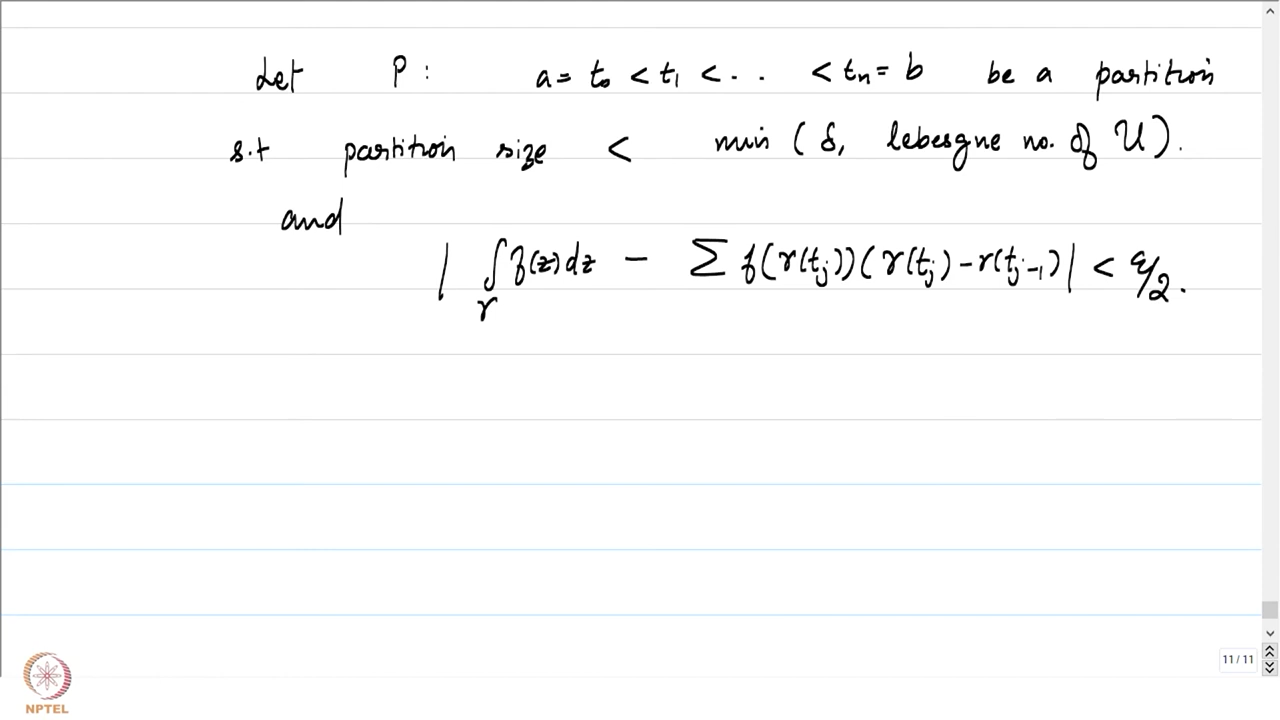 Let P : a = t₀ < t₁ < . . < tₙ = b be a partition
s.t partition size < min ( δ, lebesgue no. of U ).
and
| ∫_γ f(z) dz − Σ f(γ(tⱼ)) (γ(tⱼ) − γ(tⱼ₋₁) | < ε/2 .
11 / 11
NPTEL